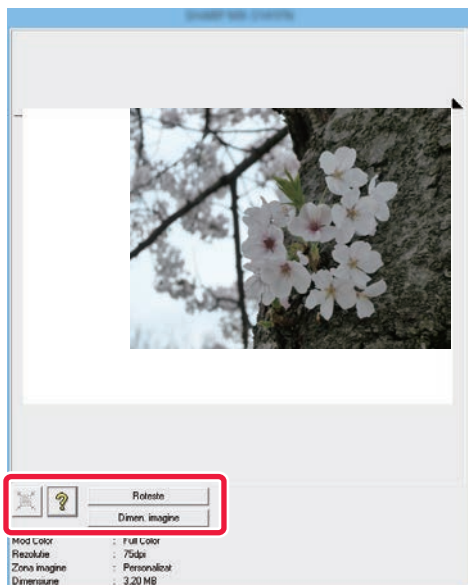 ?
Roteste
Dimen. imagine
Mod Color : Full Color
Rezolutie : 75dpi
Zona imagine : Personalizat
Dimensiune : 3.20 MB